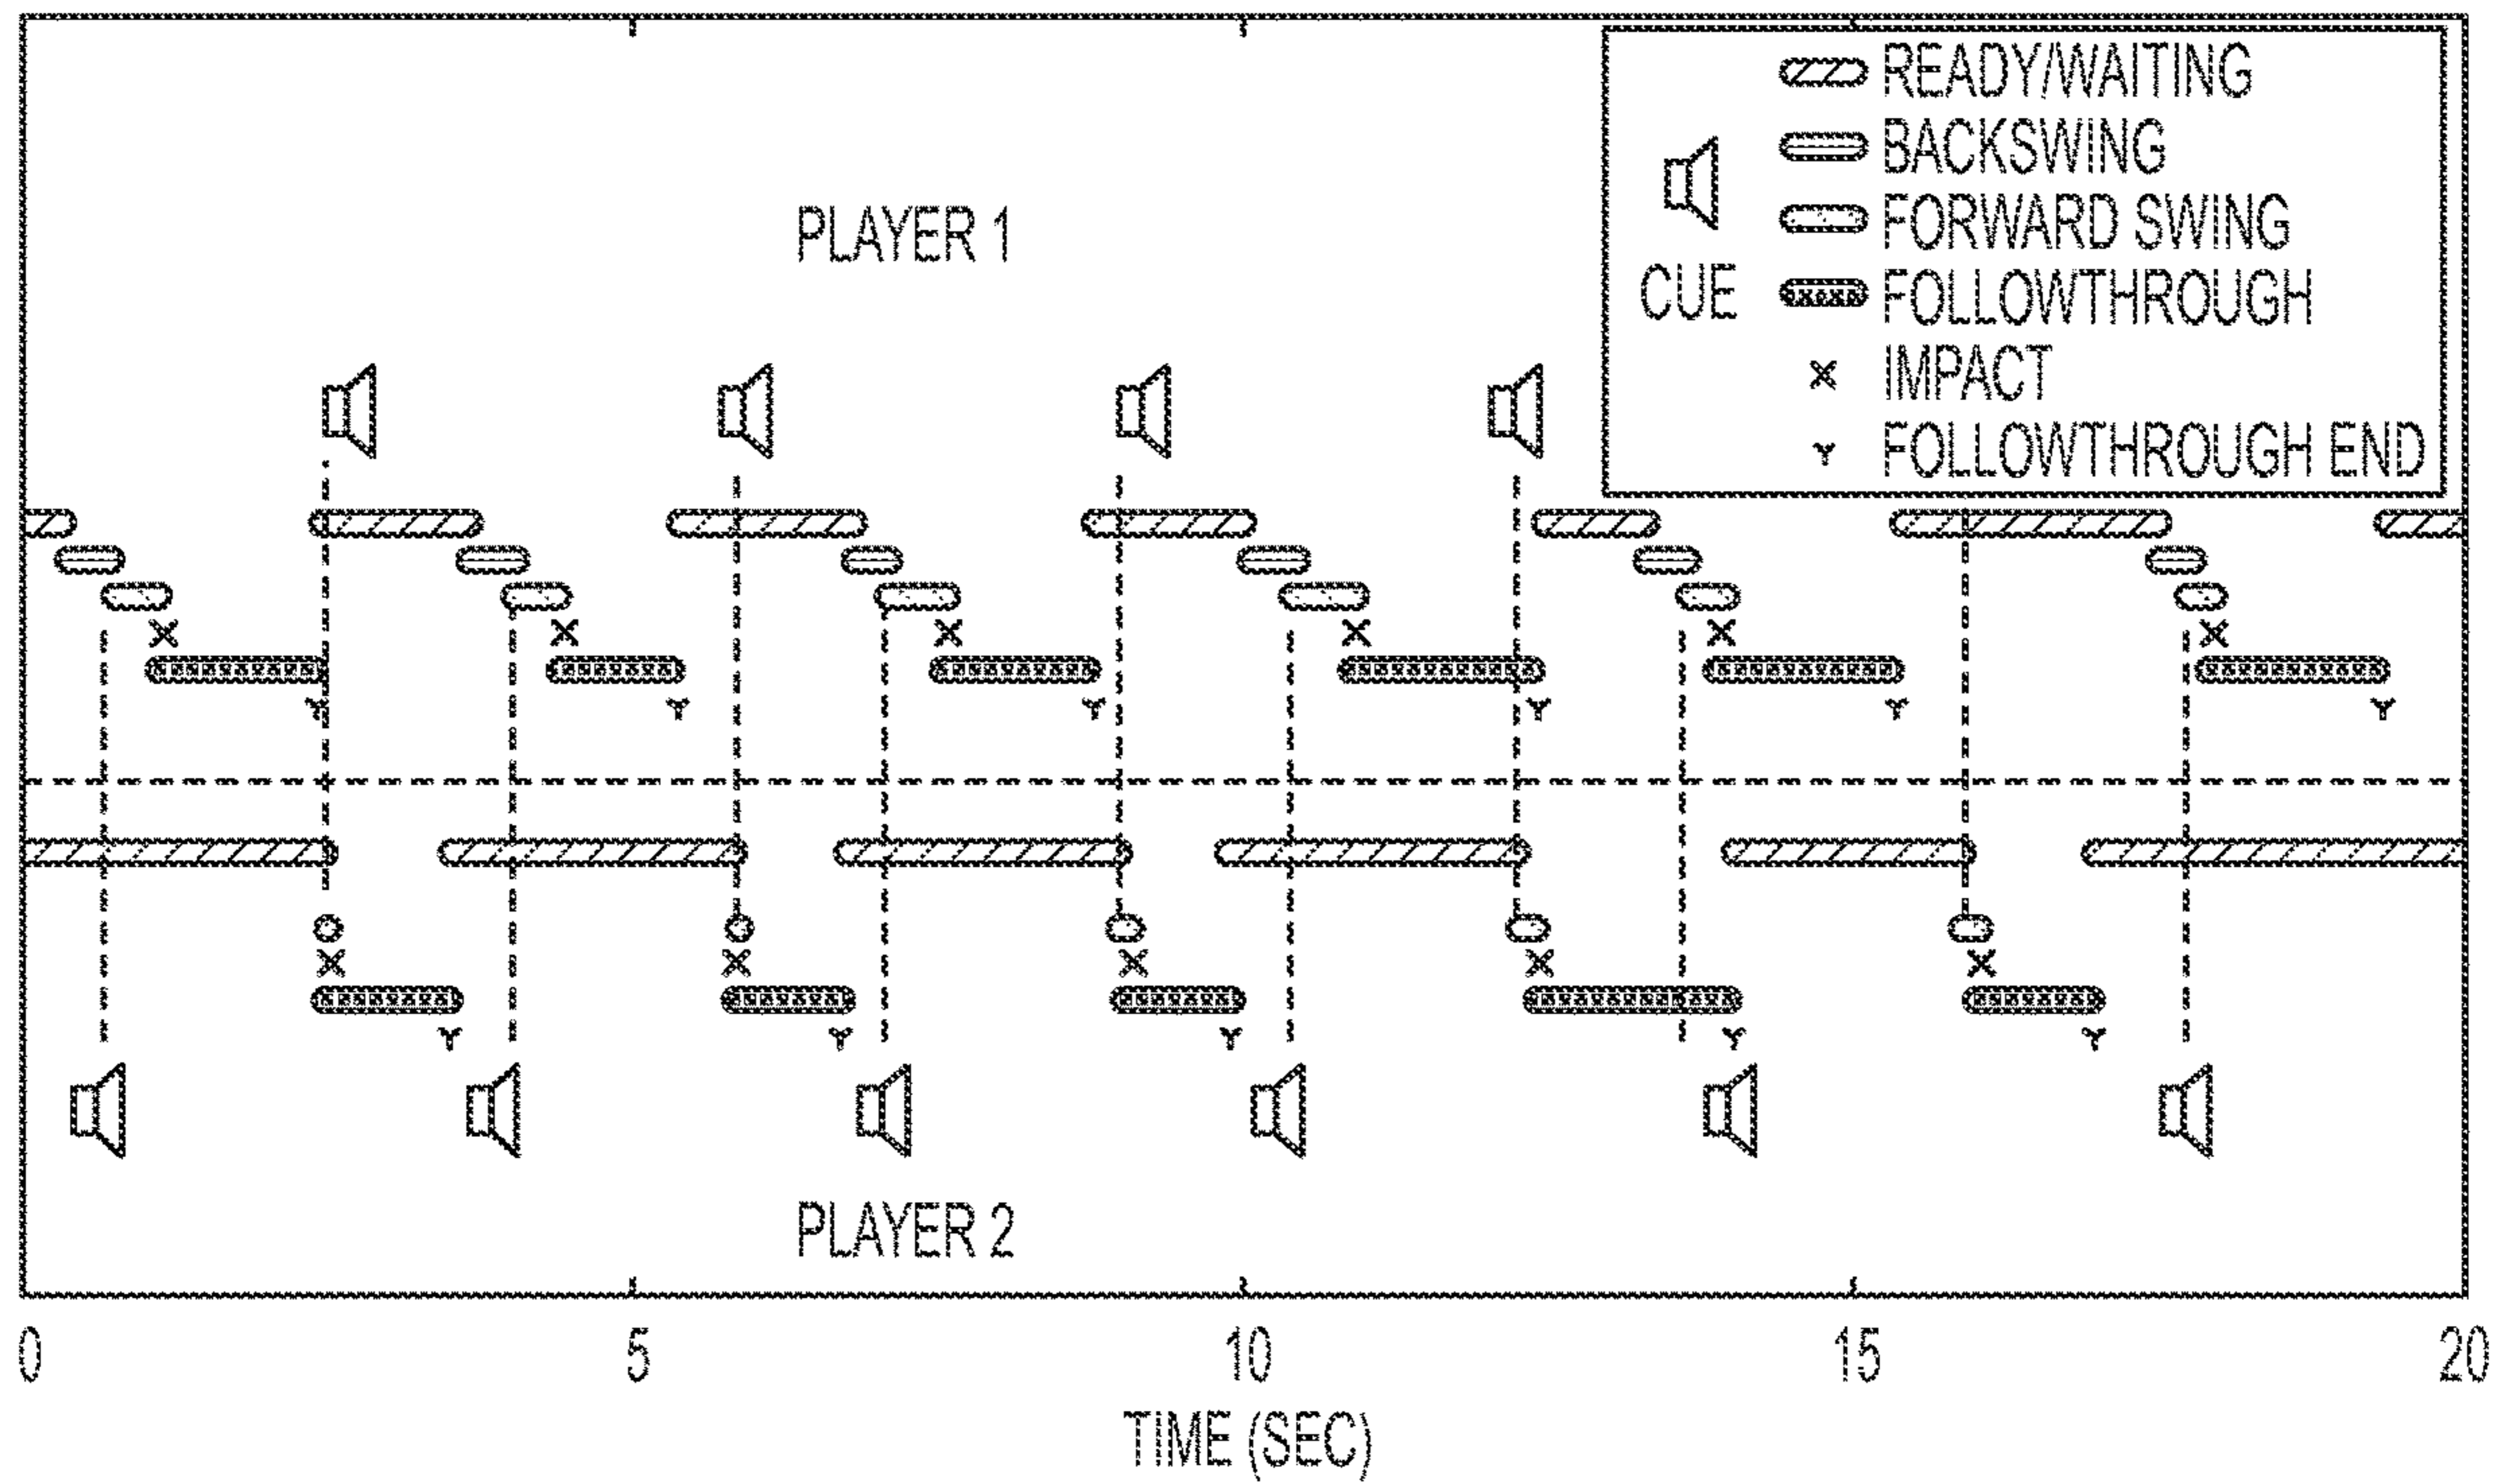 READY/WAITING
BACKSWING
FORWARD SWING
FOLLOWTHROUGH
IMPACT
FOLLOWTHROUGH END
CUE
PLAYER 1
PLAYER 2
0 5 10 15 20
TIME (SEC)